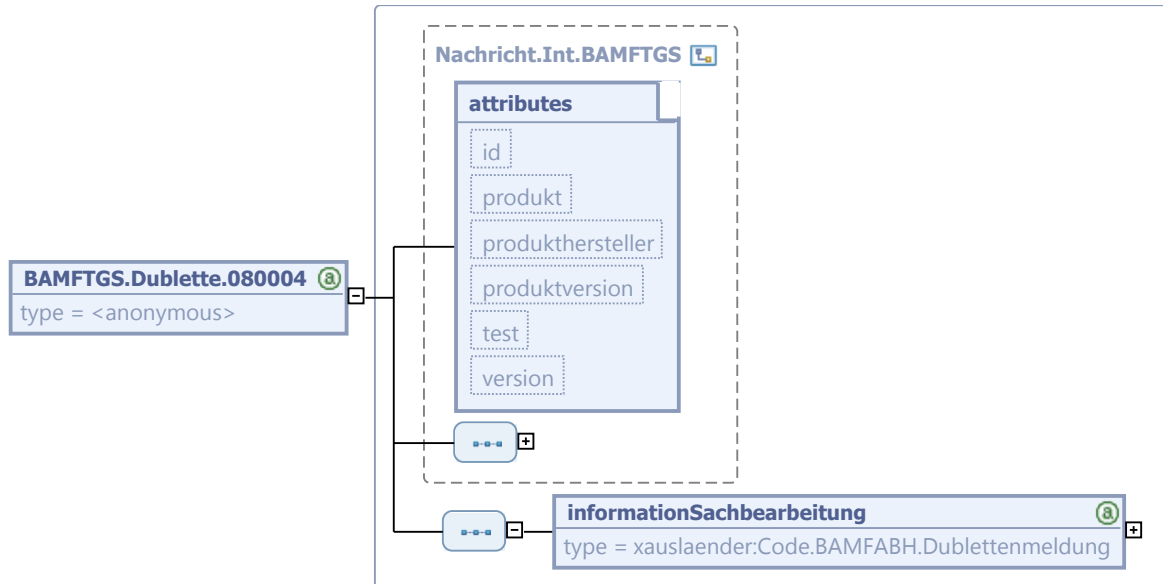 Nachricht.Int.BAMFTGS
attributes
id
produkt
produkthersteller
produktversion
test
version
BAMFTGS.Dublette.080004
type = <anonymous>
informationSachbearbeitung
type = xauslaender:Code.BAMFABH.Dublettenmeldung